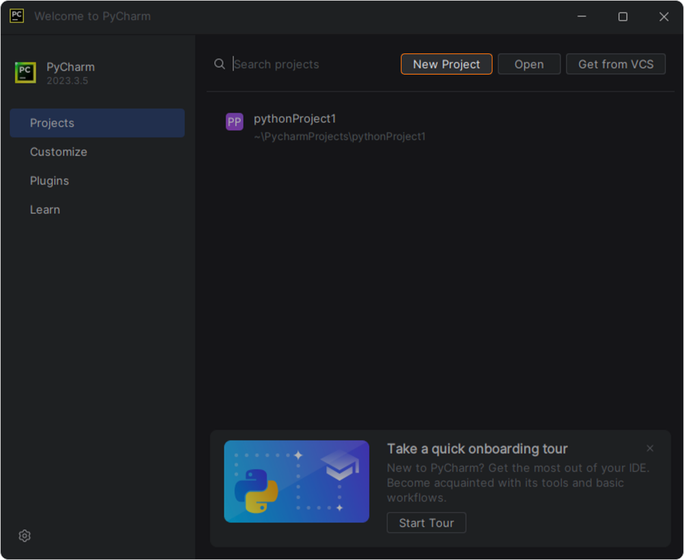 PC
Welcome to PyCharm
PC
PyCharm
2023.3.5
Projects
Customize
Plugins
Learn
Search projects
New Project
Open
Get from VCS
PP
pythonProject1
~\PycharmProjects\pythonProject1
Take a quick onboarding tour
New to PyCharm? Get the most out of your IDE.
Become acquainted with its tools and basic
workflows.
Start Tour